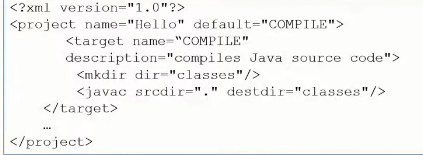 <?xml version="1.0"?>
<project name="Hello" default="COMPILE">
<target name=“COMPILE"
description="compiles Java source code">
<mkdir dir="classes"/>
<javac srcdir="." destdir="classes"/>
</target>
…
</project>